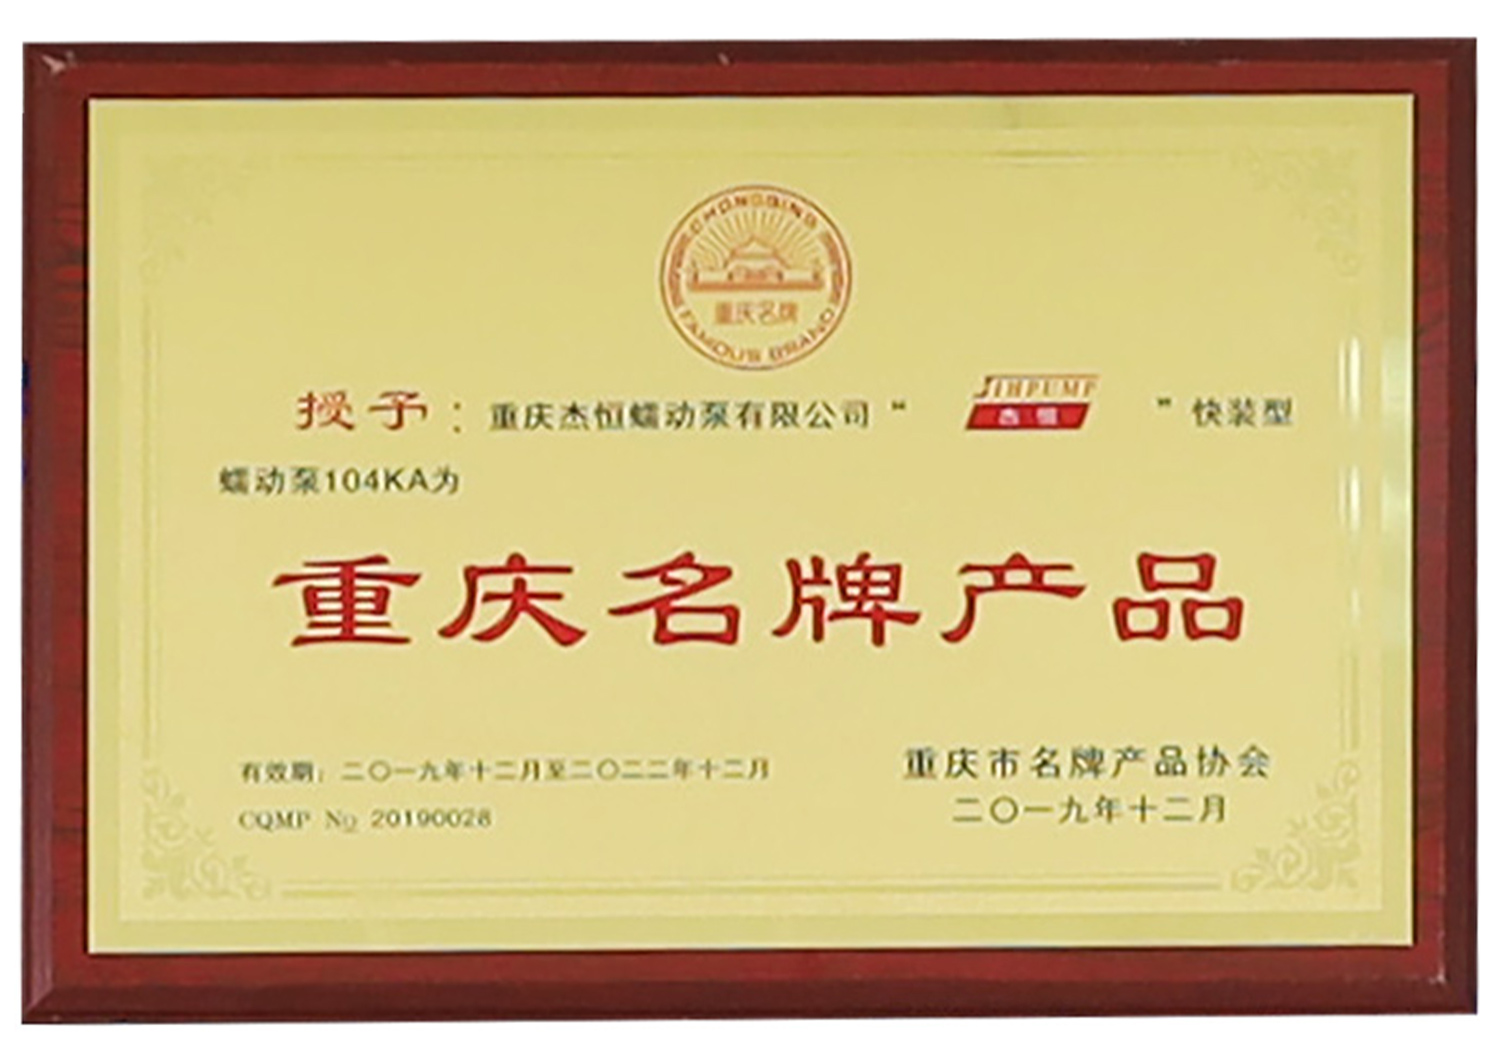 CHONGQING
重庆名牌
FAMOUS BRAND
授予：重庆杰恒蠕动泵有限公司“ JIHPUMP 杰恒 ”快装型
蠕动泵104KA为
重庆名牌产品
有效期：二〇一九年十二月至二〇二二年十二月
CQMP No 20190028
重庆市名牌产品协会
二〇一九年十二月